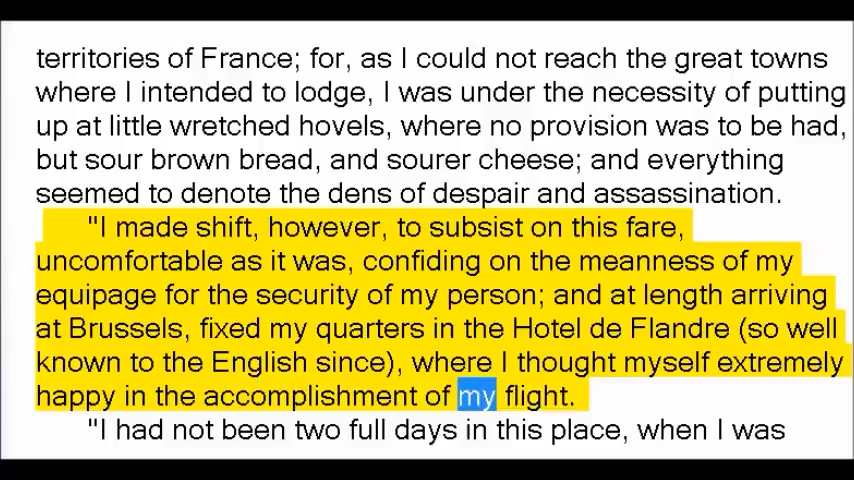 territories of France; for, as I could not reach the great towns
where I intended to lodge, I was under the necessity of putting
up at little wretched hovels, where no provision was to be had,
but sour brown bread, and sourer cheese; and everything
seemed to denote the dens of despair and assassination.
"I made shift, however, to subsist on this fare,
uncomfortable as it was, confiding on the meanness of my
equipage for the security of my person; and at length arriving
at Brussels, fixed my quarters in the Hotel de Flandre (so well
known to the English since), where I thought myself extremely
happy in the accomplishment of my flight.
"I had not been two full days in this place, when I was